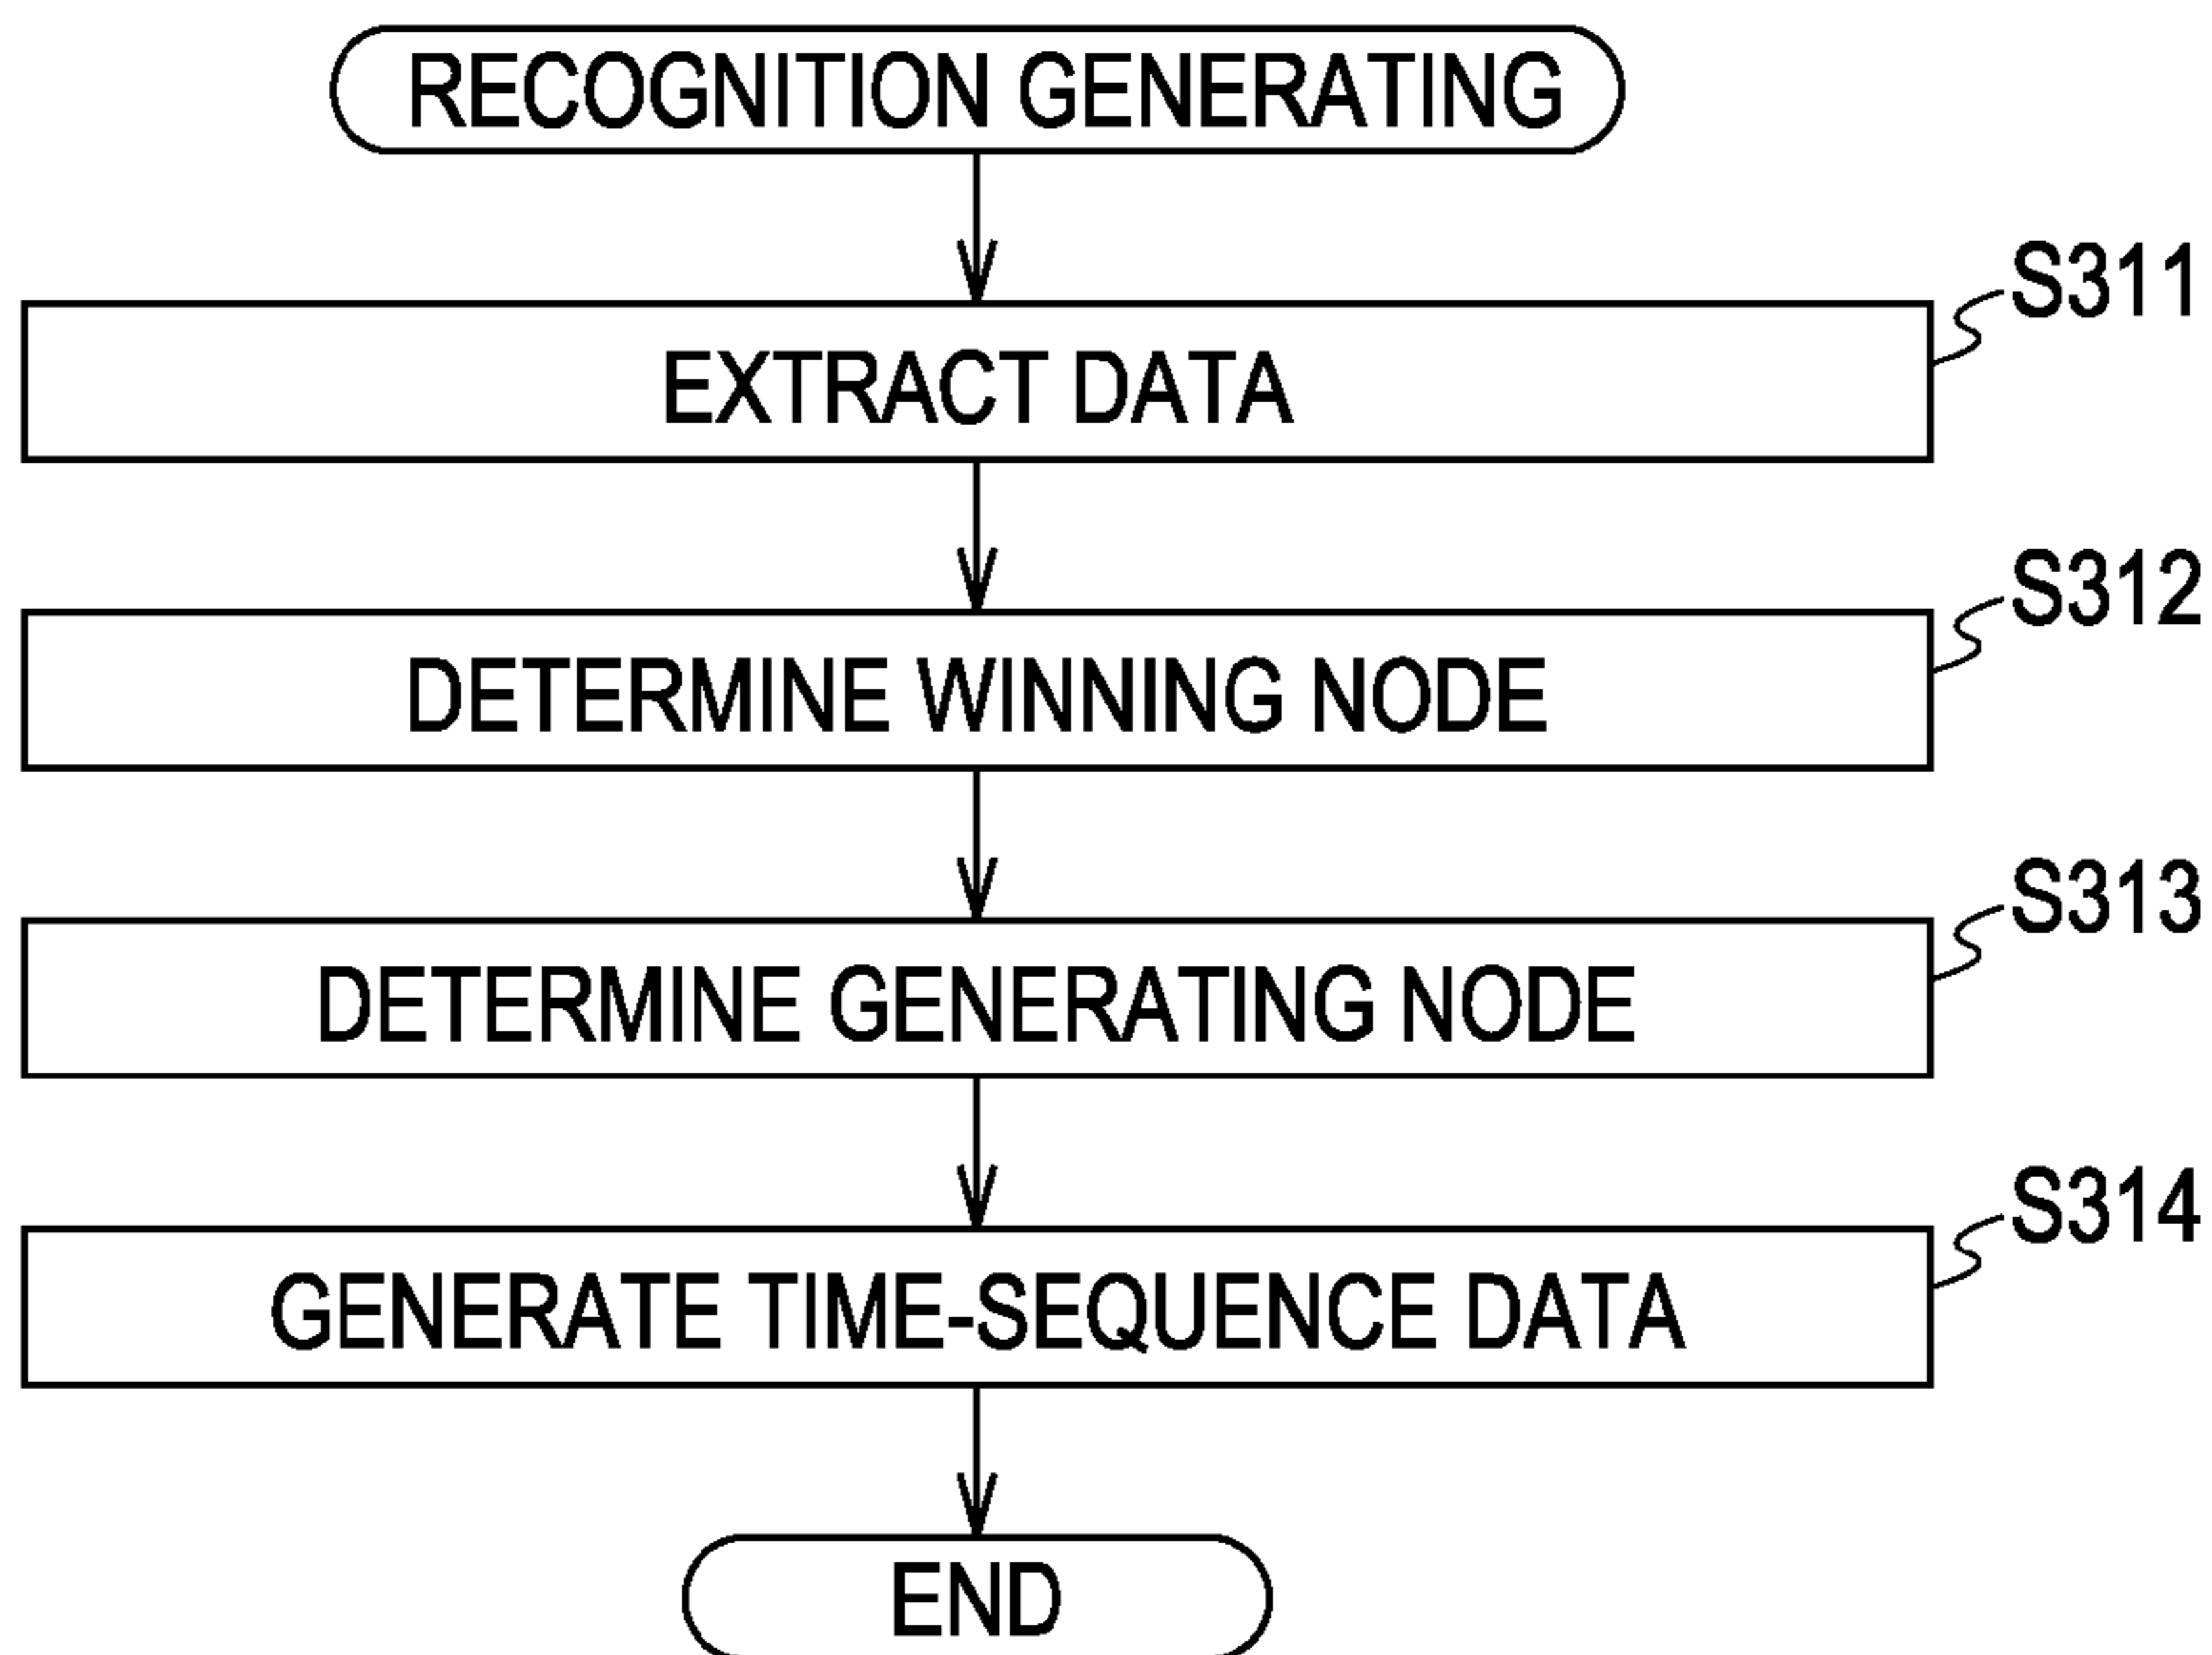 RECOGNITION GENERATING
S311
EXTRACT DATA
S312
DETERMINE WINNING NODE
S313
DETERMINE GENERATING NODE
S314
GENERATE TIME-SEQUENCE DATA
END